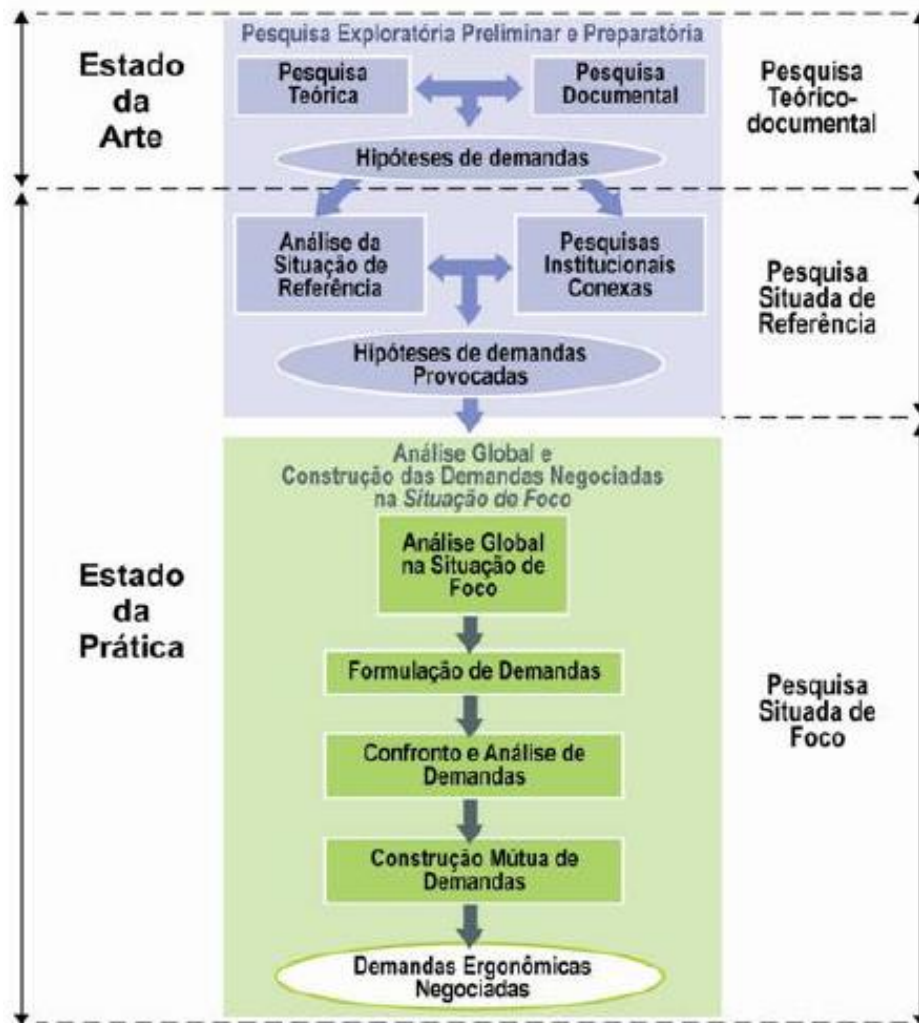 Pesquisa Exploratória Preliminar e Preparatória
Estado
da
Arte
Pesquisa
Teórica
Pesquisa
Documental
Pesquisa
Teórico-
documental
Hipóteses de demandas
Análise da
Situação de
Referência
Pesquisas
Institucionais
Conexas
Pesquisa
Situada de
Referência
Hipóteses de demandas
Provocadas
Análise Global e
Construção das Demandas Negociadas
na Situação de Foco
Análise Global
na Situação de
Foco
Estado
da
Prática
Formulação de Demandas
Pesquisa
Situada de
Foco
Confronto e Análise de
Demandas
Construção Mútua de
Demandas
Demandas Ergonômicas
Negociadas